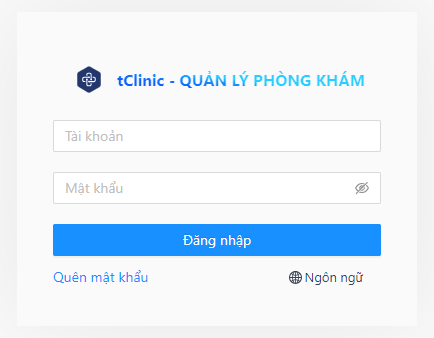 tClinic - QUẢN LÝ PHÒNG KHÁM
Tài khoản
Mật khẩu
Đăng nhập
Quên mật khẩu
Ngôn ngữ